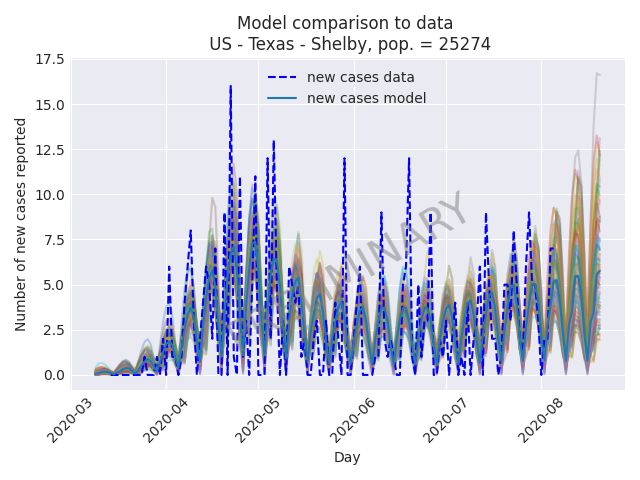 Model comparison to data
US - Texas - Shelby, pop. = 25274
new cases data
new cases model
Number of new cases reported
17.5
15.0
12.5
10.0
7.5
5.0
2.5
0.0
2020-03
2020-04
2020-05
2020-06
2020-07
2020-08
Day